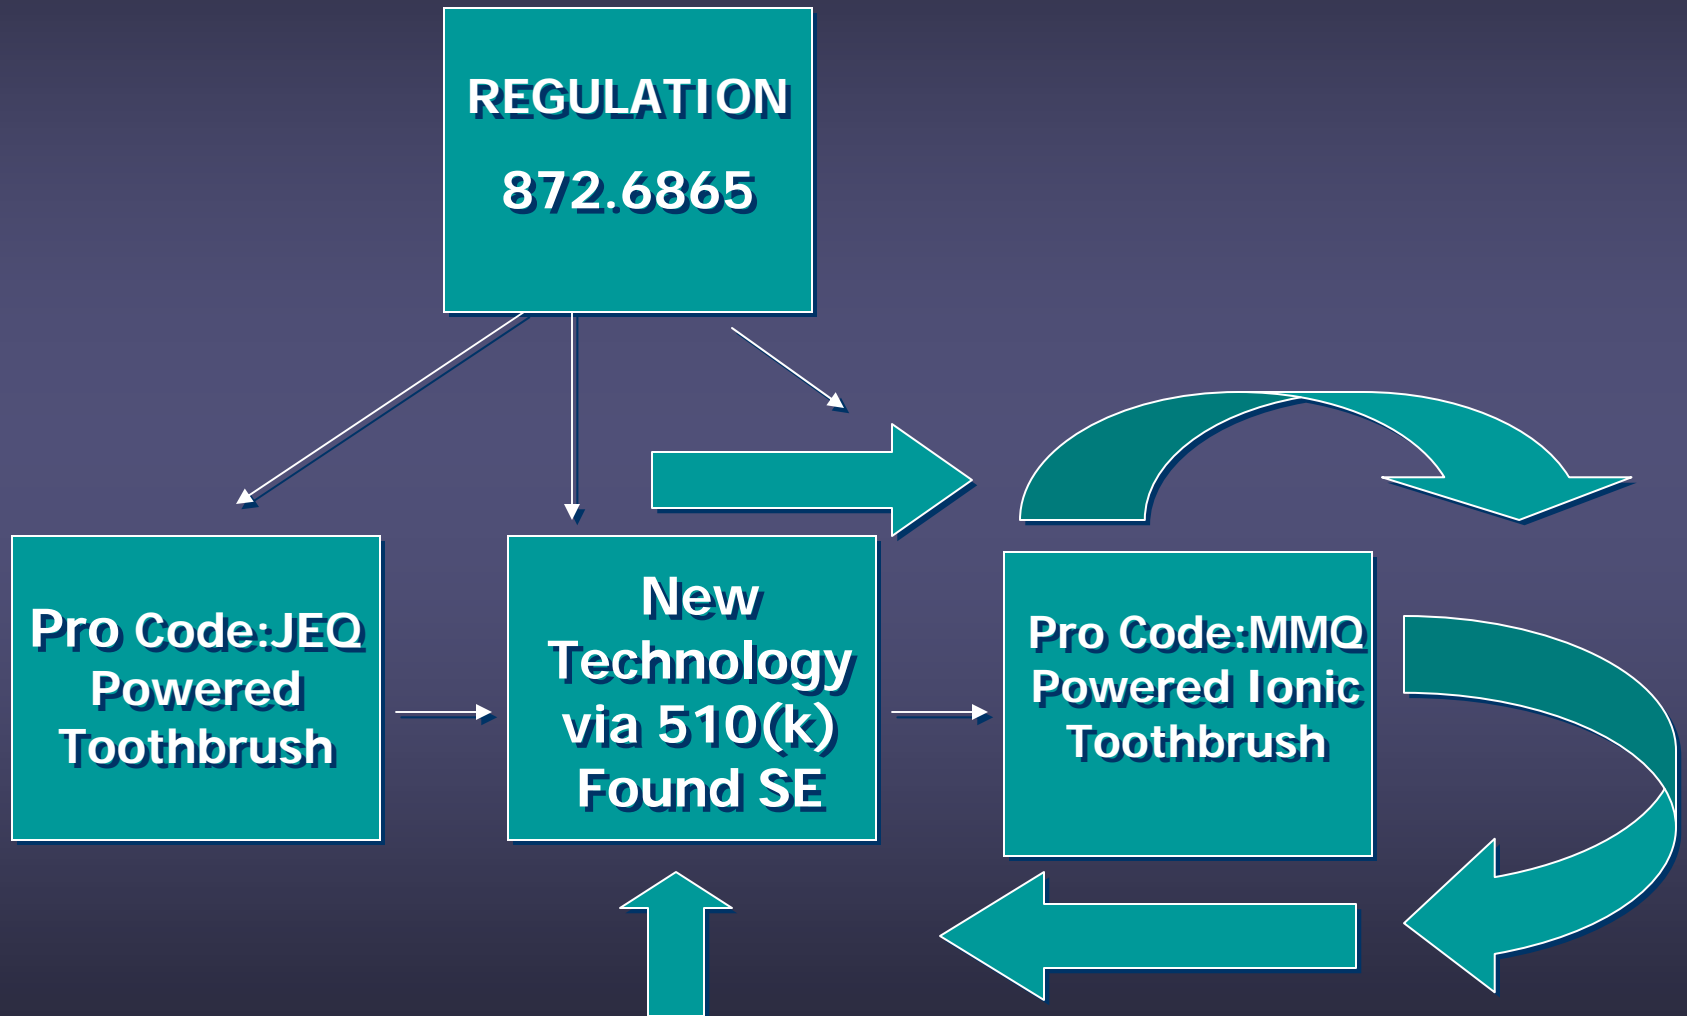 REGULATION
872.6865
Pro Code:JEQ
Powered
Toothbrush
New
Technology
via 510(k)
Found SE
Pro Code:MMQ
Powered Ionic
Toothbrush